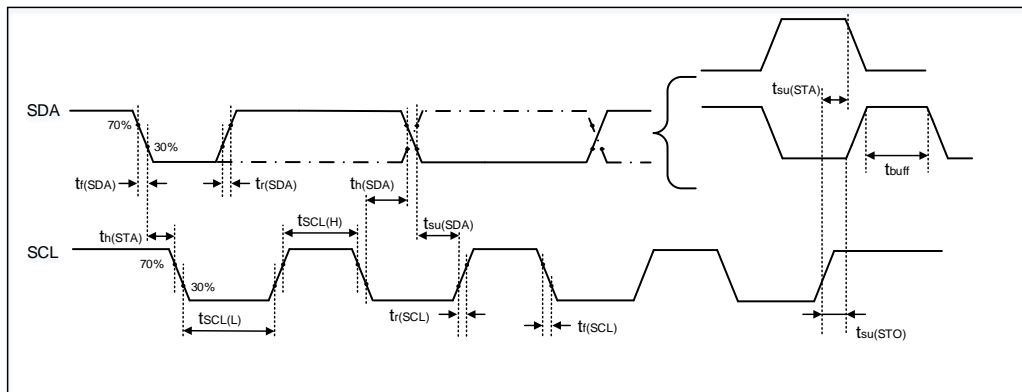 tsu(STA)
SDA
70%
30%
tbuff
tf(SDA)
tr(SDA)
th(SDA)
tsu(SDA)
tSCL(H)
th(STA)
SCL
70%
30%
tSCL(L)
tr(SCL)
tf(SCL)
tsu(STO)